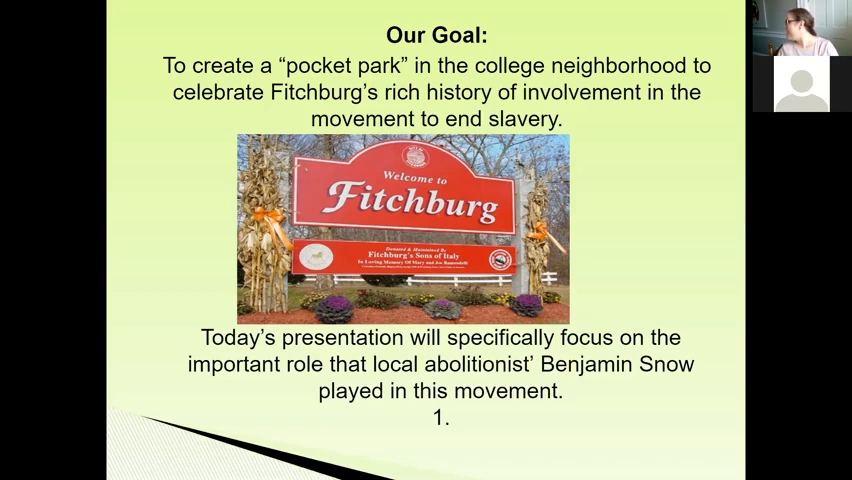 Our Goal:
To create a “pocket park” in the college neighborhood to
celebrate Fitchburg’s rich history of involvement in the
movement to end slavery.
Welcome to
Fitchburg
Donated & Maintained By
Fitchburg's Sons of Italy
In Loving Memory Of Mary and Joe
Today’s presentation will specifically focus on the
important role that local abolitionist’ Benjamin Snow
played in this movement.
1.